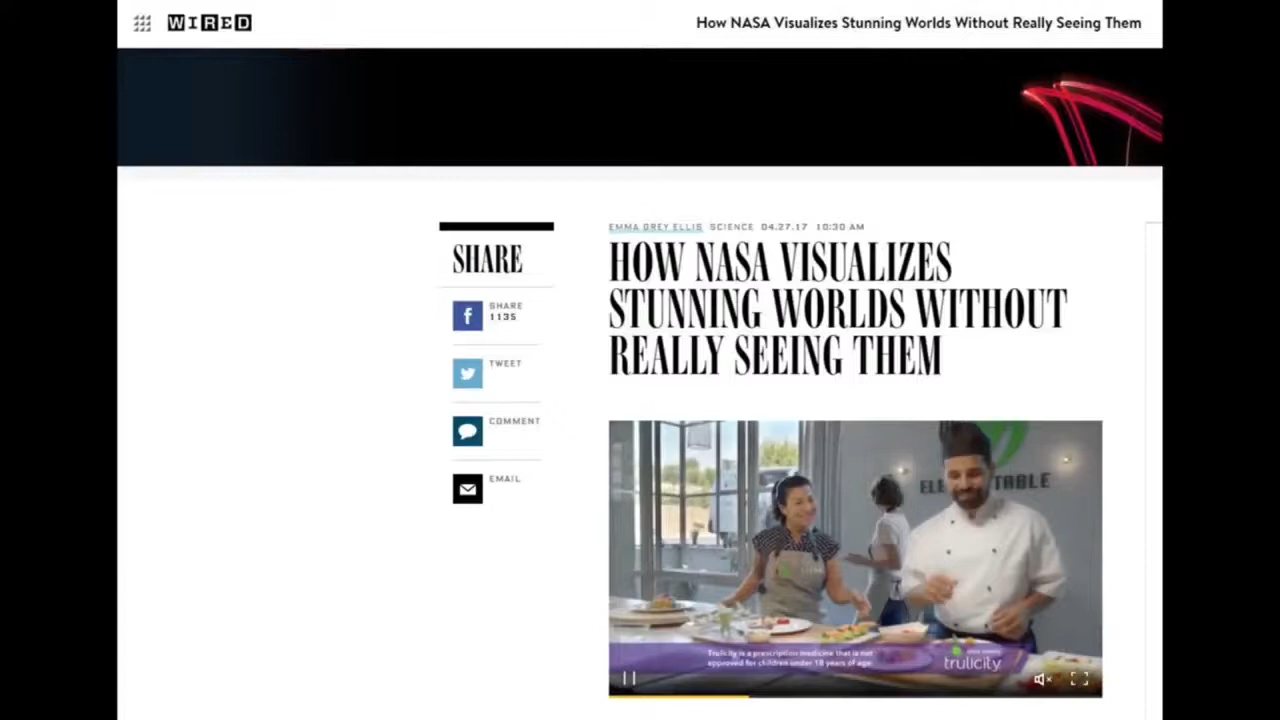 WIRED
How NASA Visualizes Stunning Worlds Without Really Seeing Them
EMMA GREY ELLIS SCIENCE 04.27.17 10:30 AM
HOW NASA VISUALIZES
STUNNING WORLDS WITHOUT
REALLY SEEING THEM
SHARE
SHARE
1135
TWEET
COMMENT
EMAIL
TABLE
Trulicity is a prescription medicine that is not
approved for children under 18 years of age
trulicity